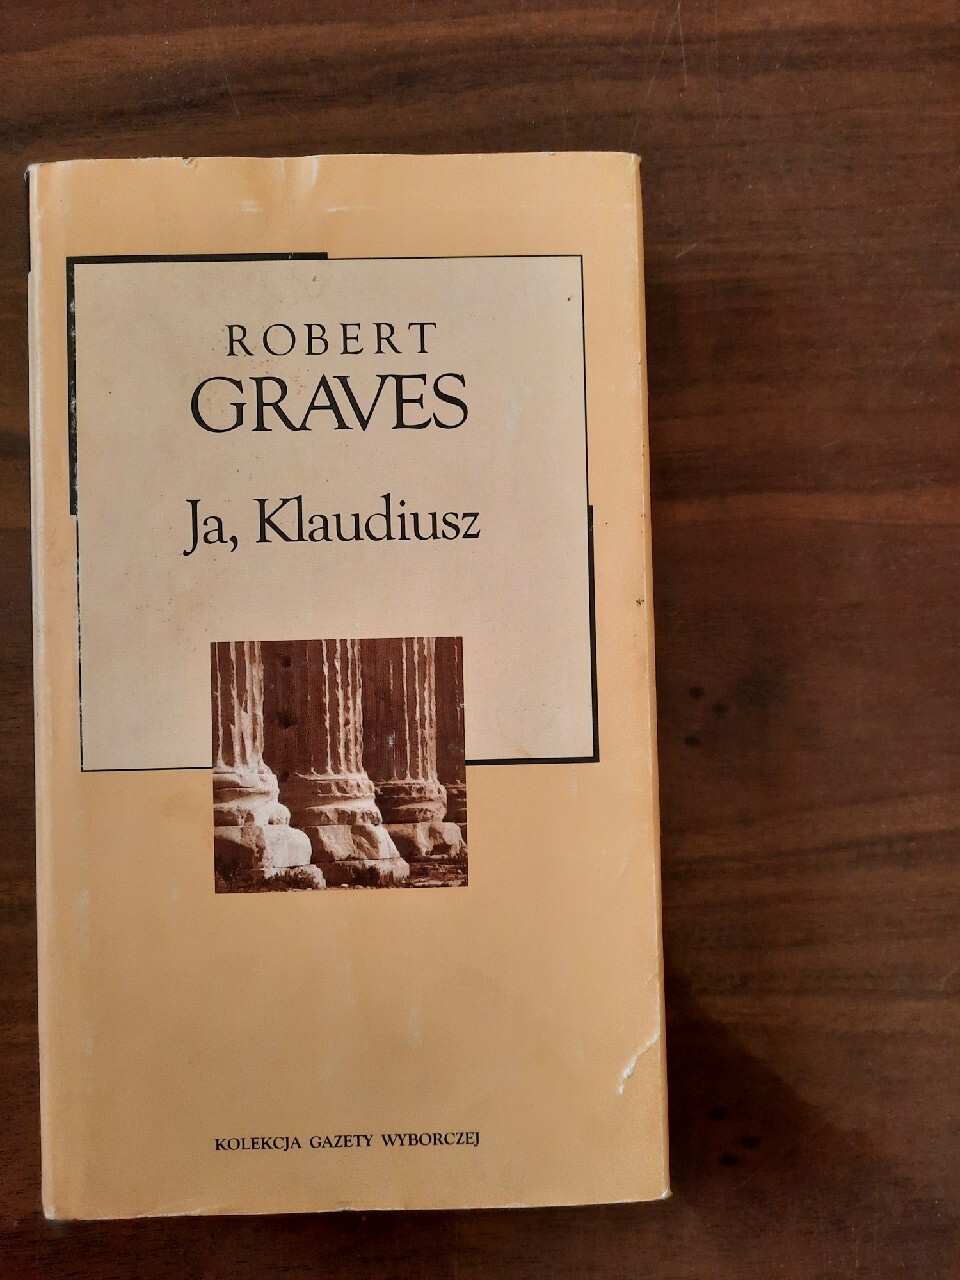 ROBERT
GRAVES
Ja, Klaudiusz
KOLEKCJA GAZETY WYBORCZEJ